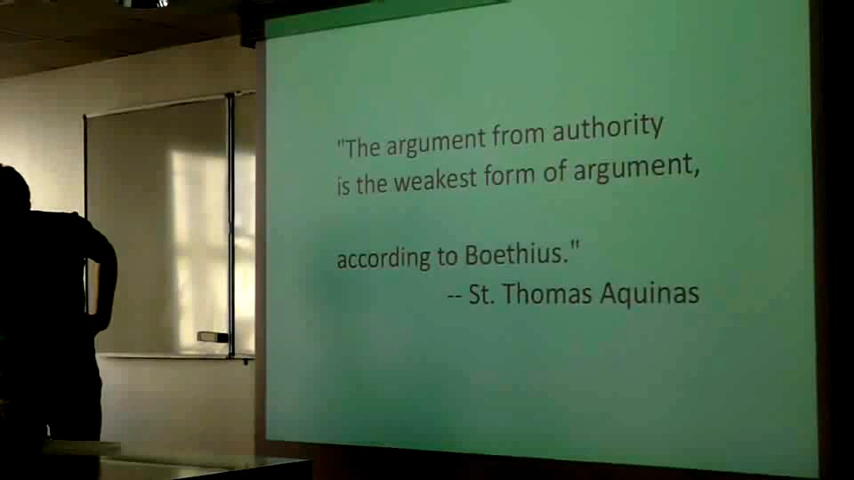 "The argument from authority
is the weakest form of argument,
according to Boethius."
-- St. Thomas Aquinas